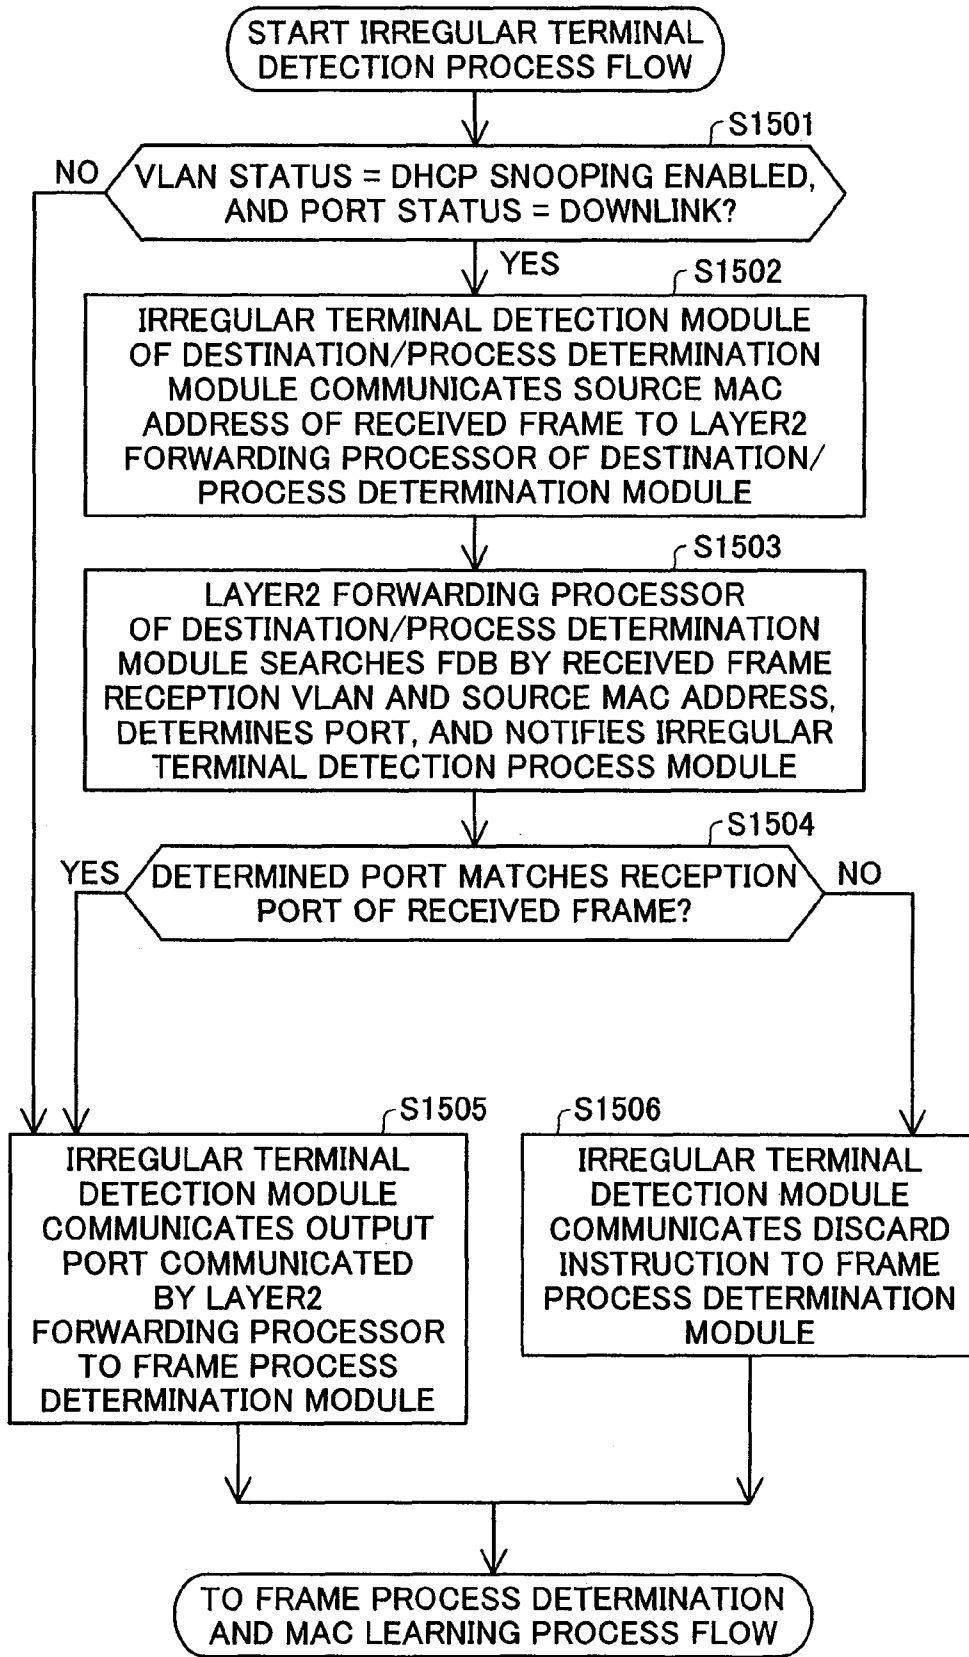 START IRREGULAR TERMINAL
DETECTION PROCESS FLOW
S1501
NO
VLAN STATUS = DHCP SNOOPING ENABLED,
AND PORT STATUS = DOWNLINK?
YES
S1502
IRREGULAR TERMINAL DETECTION MODULE
OF DESTINATION/PROCESS DETERMINATION
MODULE COMMUNICATES SOURCE MAC
ADDRESS OF RECEIVED FRAME TO LAYER2
FORWARDING PROCESSOR OF DESTINATION/
PROCESS DETERMINATION MODULE
S1503
LAYER2 FORWARDING PROCESSOR
OF DESTINATION/PROCESS DETERMINATION
MODULE SEARCHES FDB BY RECEIVED FRAME
RECEPTION VLAN AND SOURCE MAC ADDRESS,
DETERMINES PORT, AND NOTIFIES IRREGULAR
TERMINAL DETECTION PROCESS MODULE
S1504
YES
DETERMINED PORT MATCHES RECEPTION
PORT OF RECEIVED FRAME?
NO
S1505
IRREGULAR TERMINAL
DETECTION MODULE
COMMUNICATES OUTPUT
PORT COMMUNICATED
BY LAYER2
FORWARDING PROCESSOR
TO FRAME PROCESS
DETERMINATION MODULE
S1506
IRREGULAR TERMINAL
DETECTION MODULE
COMMUNICATES DISCARD
INSTRUCTION TO FRAME
PROCESS DETERMINATION
MODULE
TO FRAME PROCESS DETERMINATION
AND MAC LEARNING PROCESS FLOW